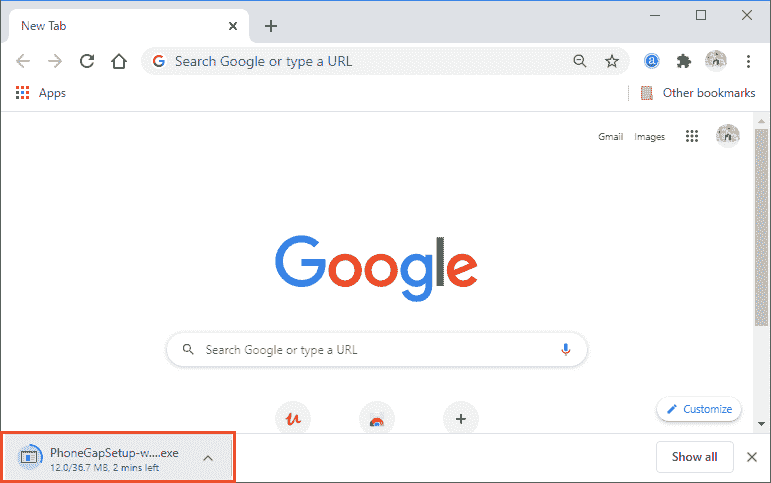 New Tab
Search Google or type a URL
Apps
Other bookmarks
Gmail Images
Google
Search Google or type a URL
Customize
PhoneGapSetup-w....exe
12.0/36.7 MB, 2 mins left
Show all